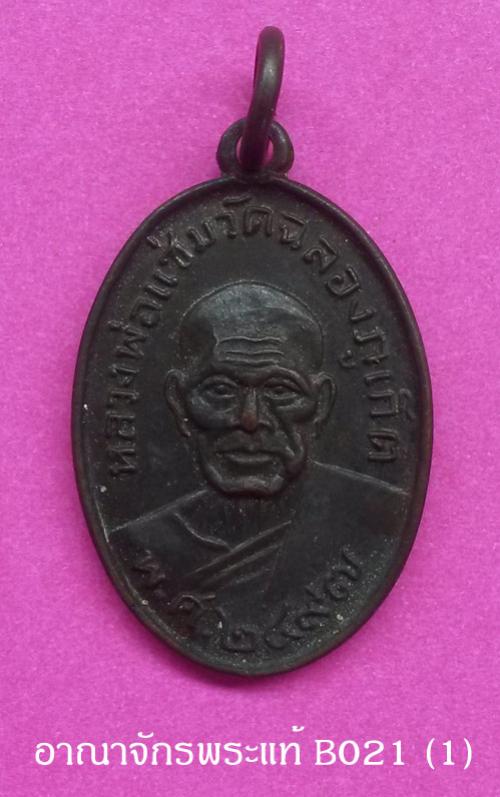 หลวงพ่อแช่มวัดฉลองภูเก็ต
พ.ศ.๒๔๙๗
อาณาจักรพระแท้ B021 (1)